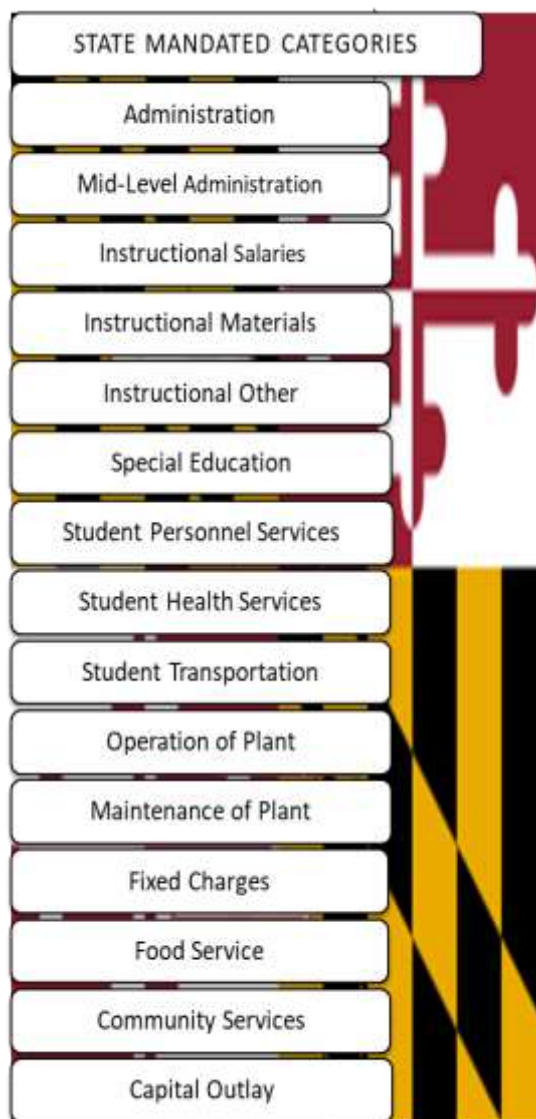 STATE MANDATED CATEGORIES
Administration
Mid-Level Administration
Instructional Salaries
Instructional Materials
Instructional Other
Special Education
Student Personnel Services
Student Health Services
Student Transportation
Operation of Plant
Maintenance of Plant
Fixed Charges
Food Service
Community Services
Capital Outlay